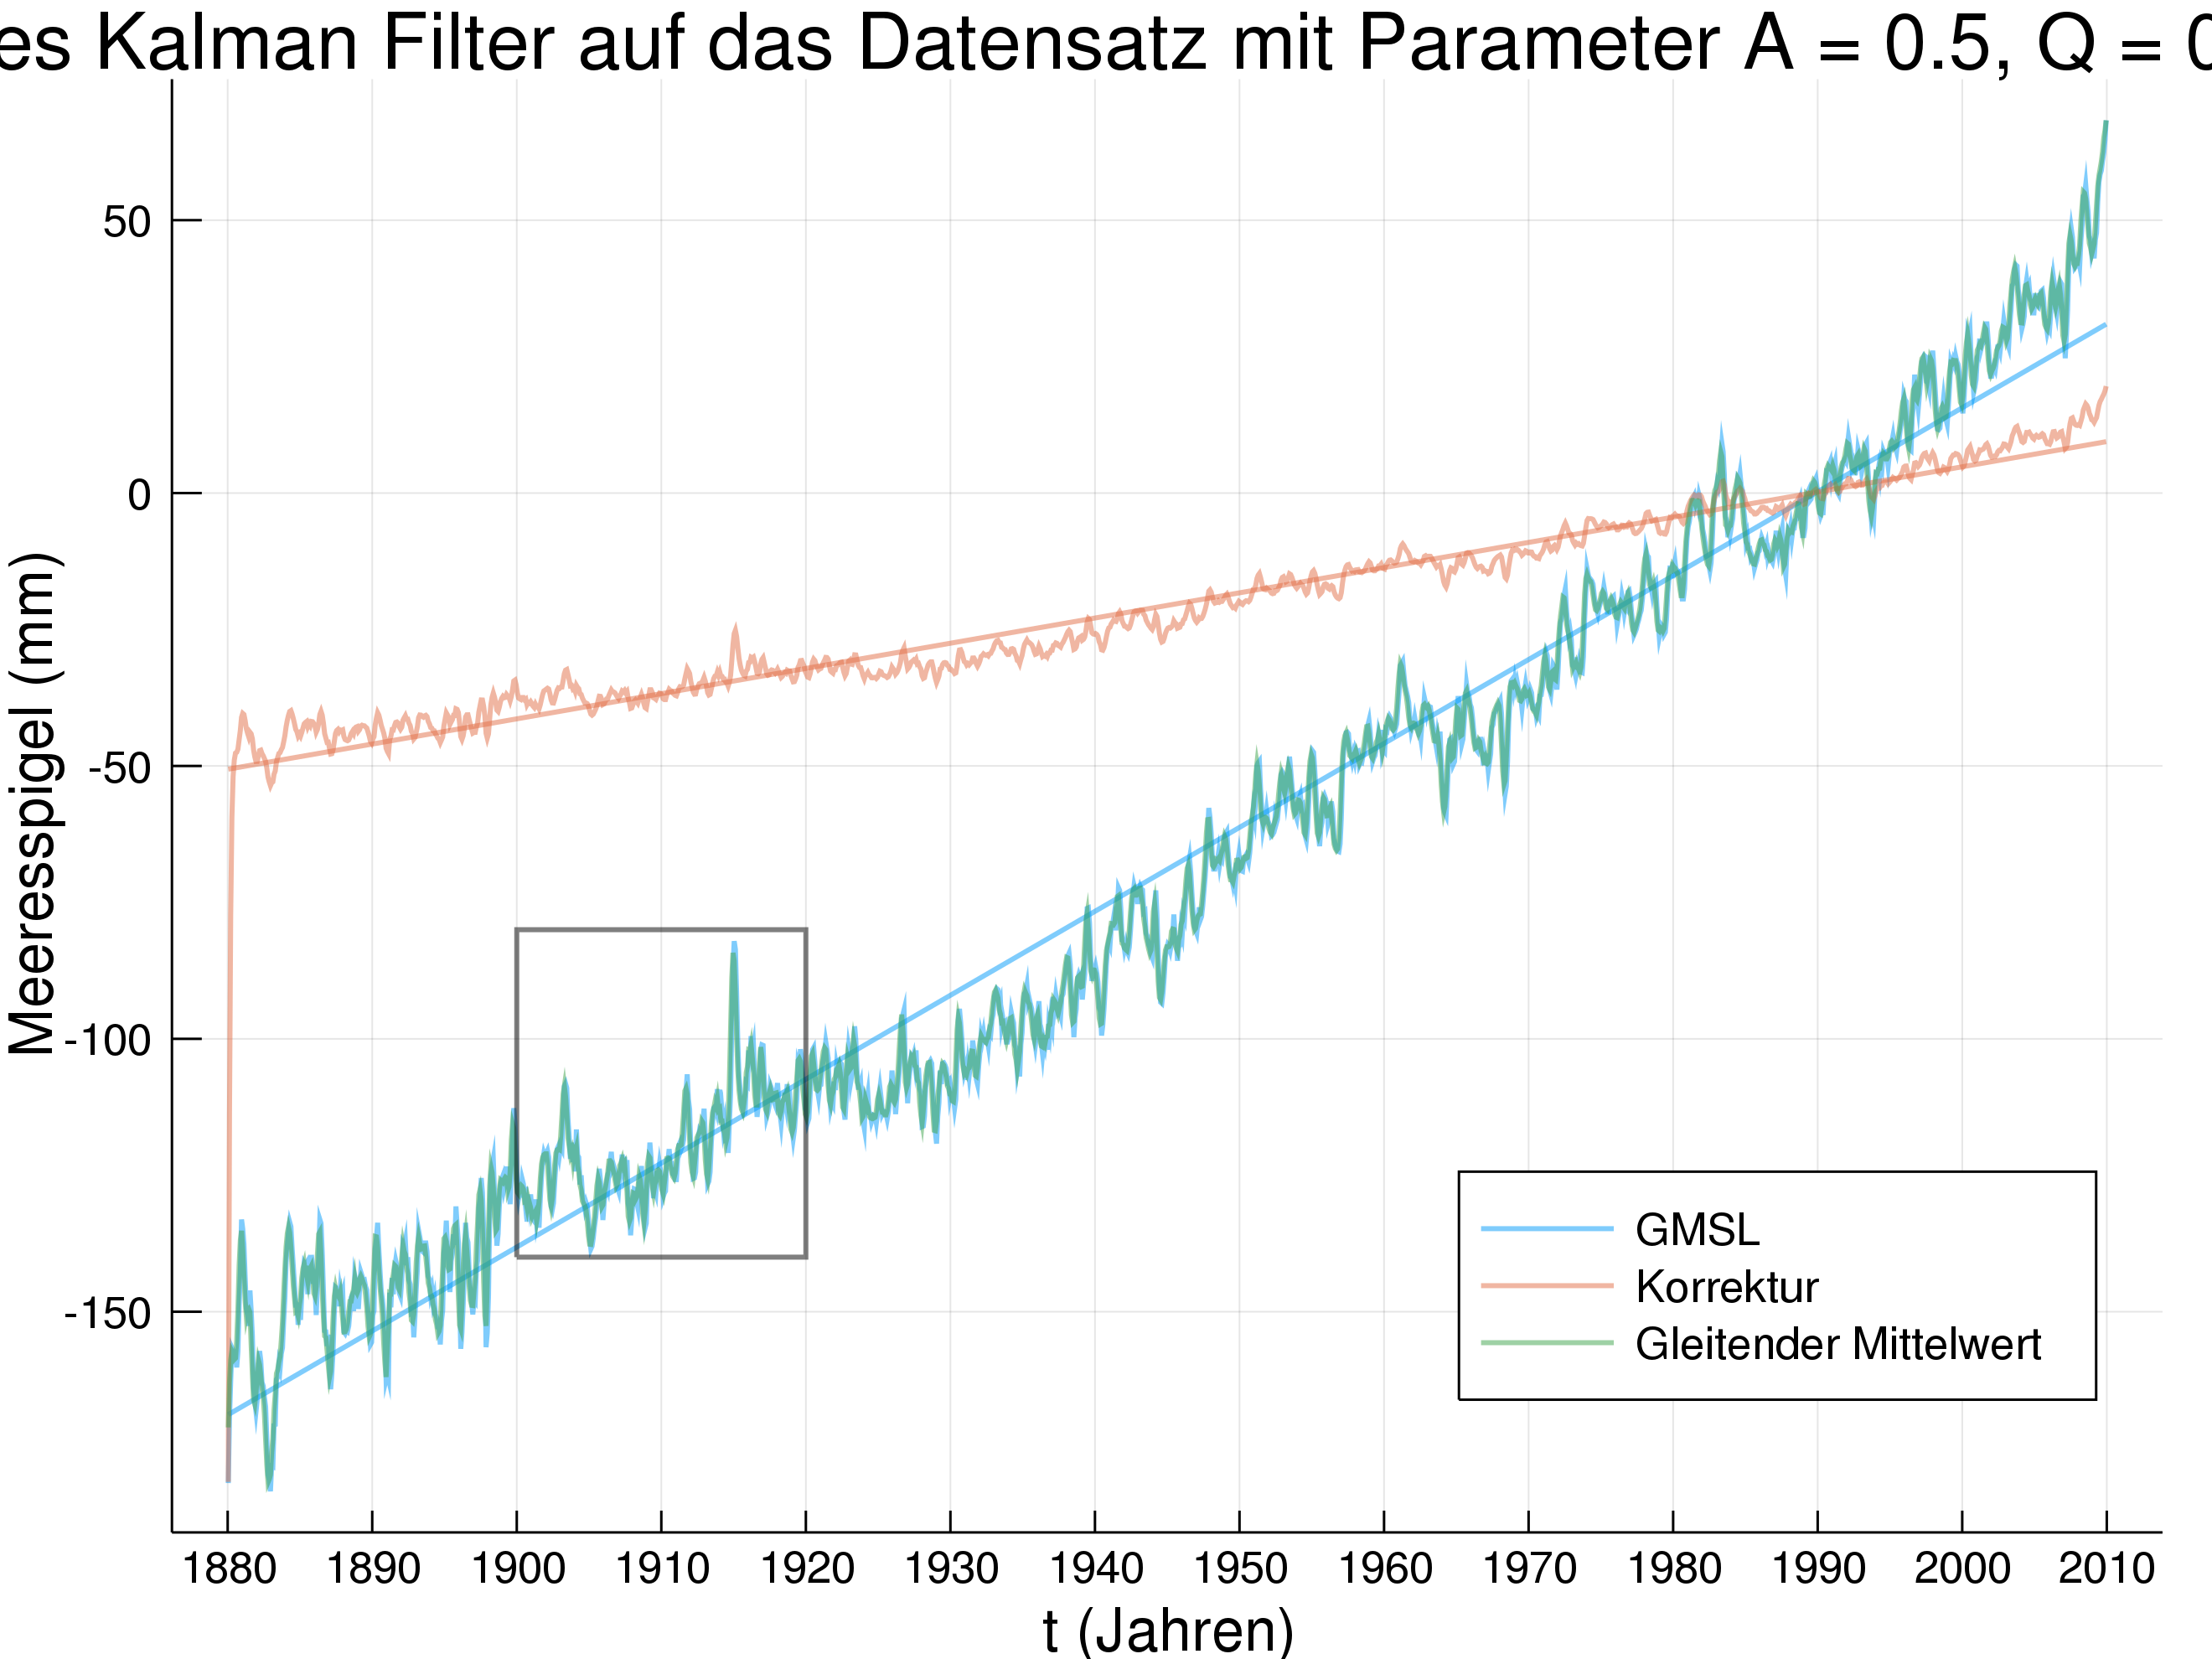 es Kalman Filter auf das Datensatz mit Parameter A = 0.5, Q = 0
50
0
-50
-100
-150
Meeresspigel (mm)
GMSL
Korrektur
Gleitender Mittelwert
1880 1890 1900 1910 1920 1930 1940 1950 1960 1970 1980 1990 2000 2010
t (Jahren)